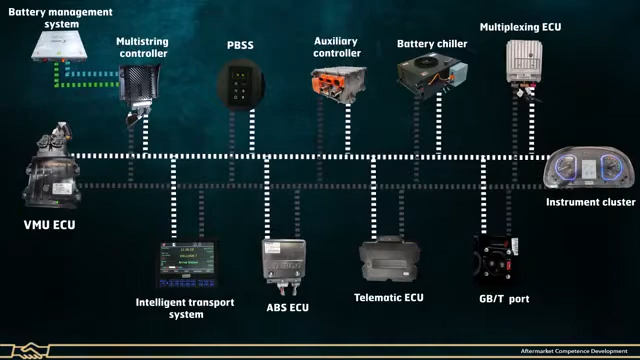 Battery management
system
Multistring
controller
PBSS
Auxiliary
controller
Battery chiller
Multiplexing ECU
VMU ECU
Instrument cluster
Intelligent transport
system
ABS ECU
Telematic ECU
GB/T port
Aftermarket Competence Development